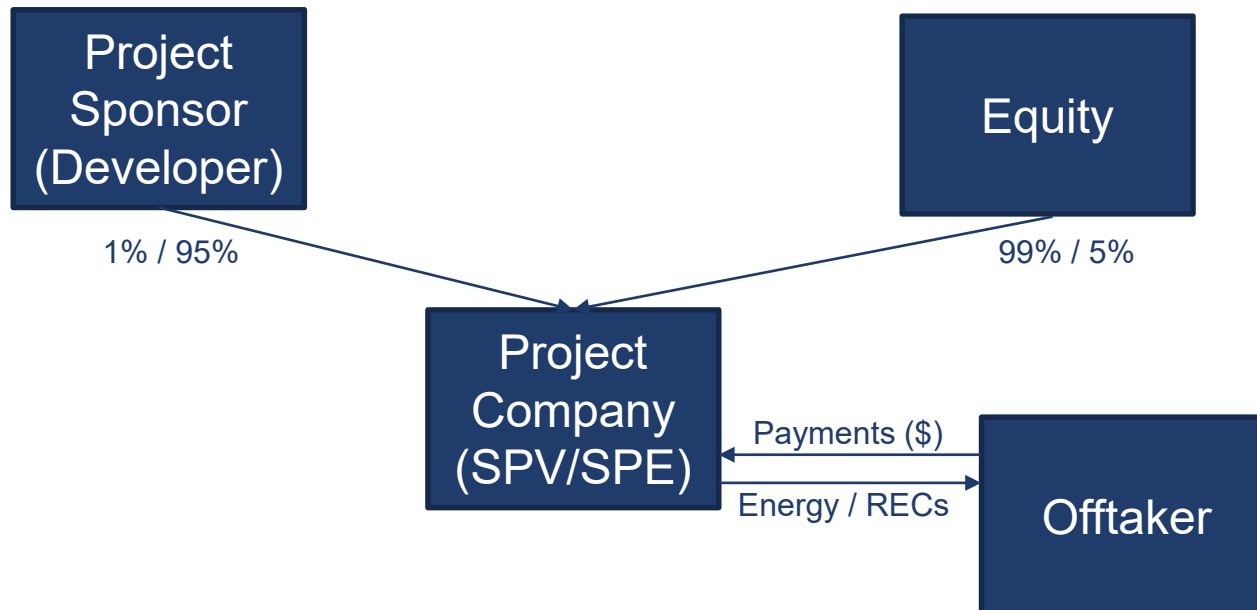 Project
Sponsor
(Developer)
Equity
1% / 95%
99% / 5%
Project
Company
(SPV/SPE)
Payments ($)
Energy / RECs
Offtaker